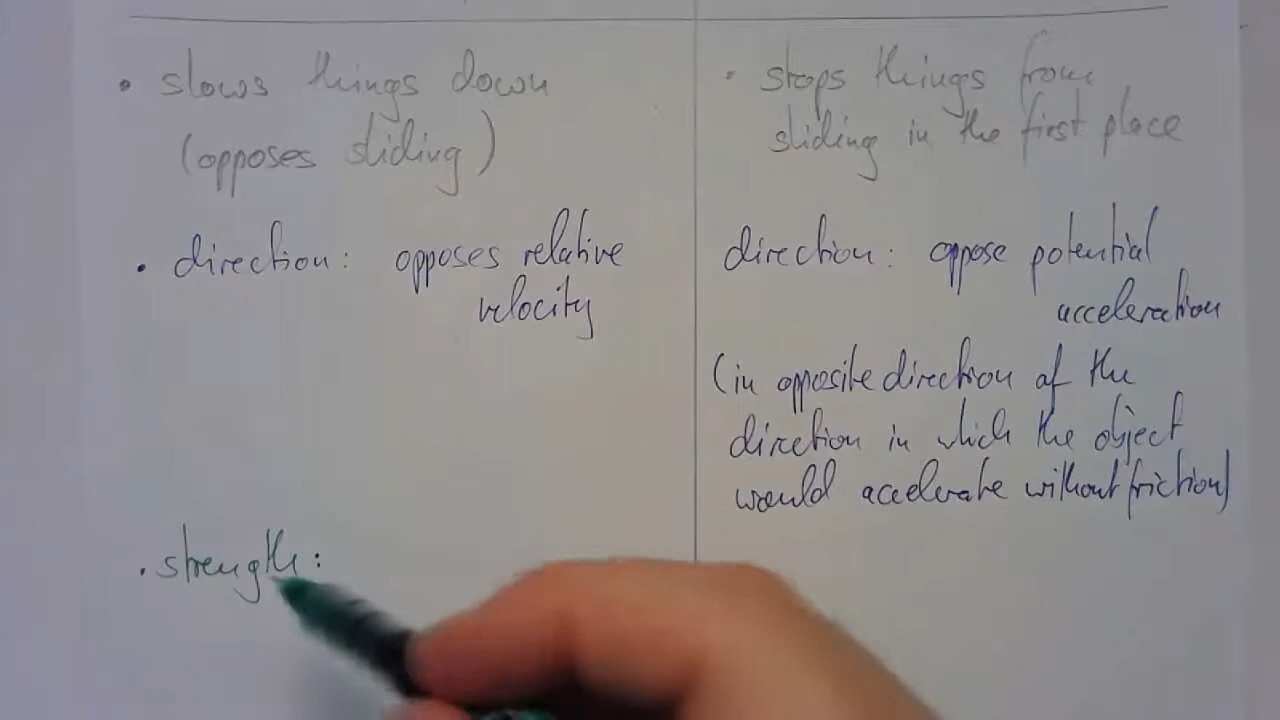 • slows things down
(opposes sliding)
• direction: opposes relative
velocity
• strength:
• stops things from
sliding in the first place
direction: oppose potential
acceleration
(in opposite direction of the
direction in which the object
would accelerate without friction)